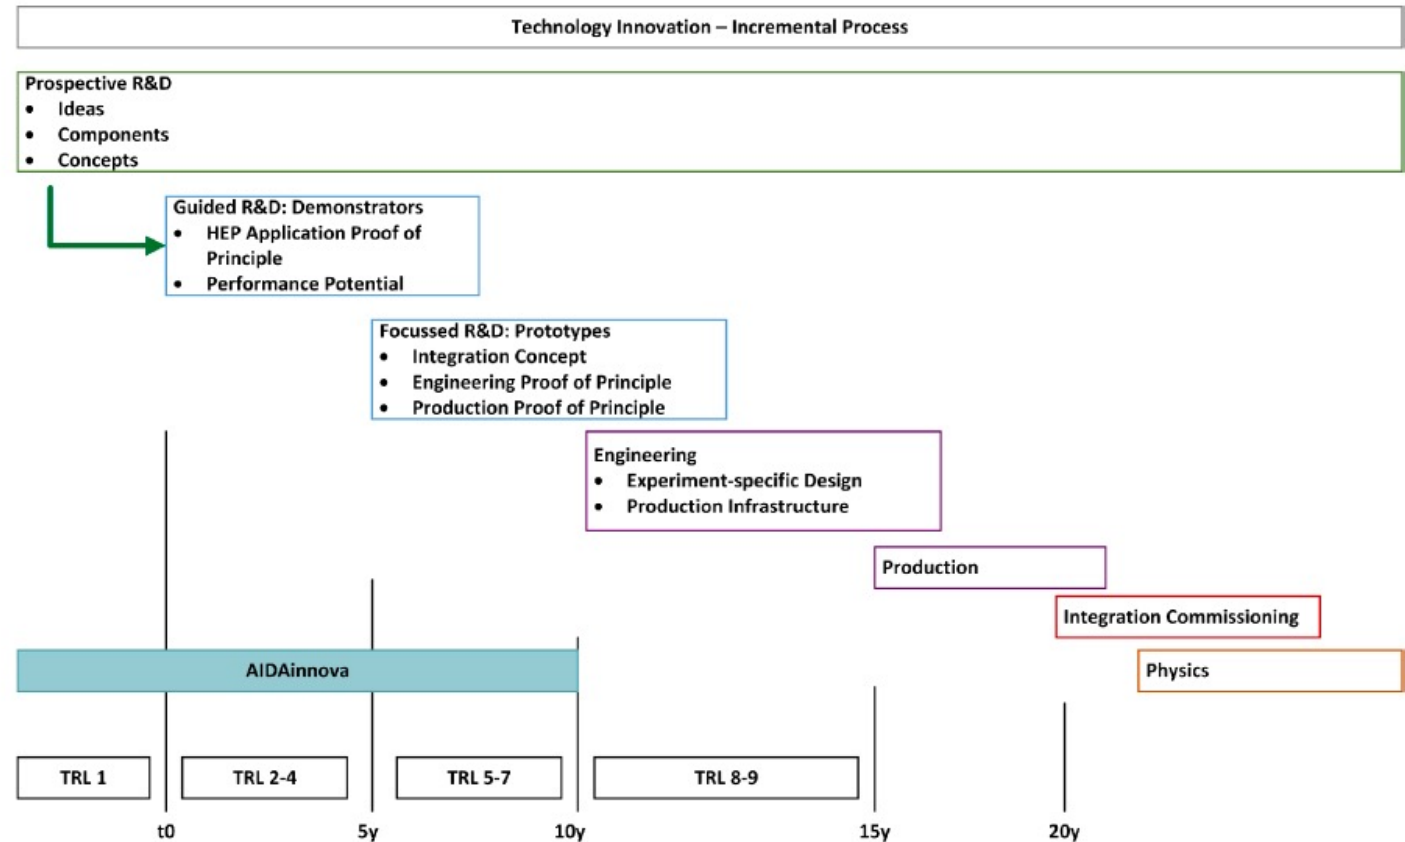 Technology Innovation – Incremental Process
Prospective R&D
• Ideas
• Components
• Concepts
Guided R&D: Demonstrators
• HEP Application Proof of
Principle
• Performance Potential
Focussed R&D: Prototypes
• Integration Concept
• Engineering Proof of Principle
• Production Proof of Principle
Engineering
• Experiment-specific Design
• Production Infrastructure
Production
Integration Commissioning
AIDAinnova
Physics
TRL 1
TRL 2-4
TRL 5-7
TRL 8-9
t0
5y
10y
15y
20y